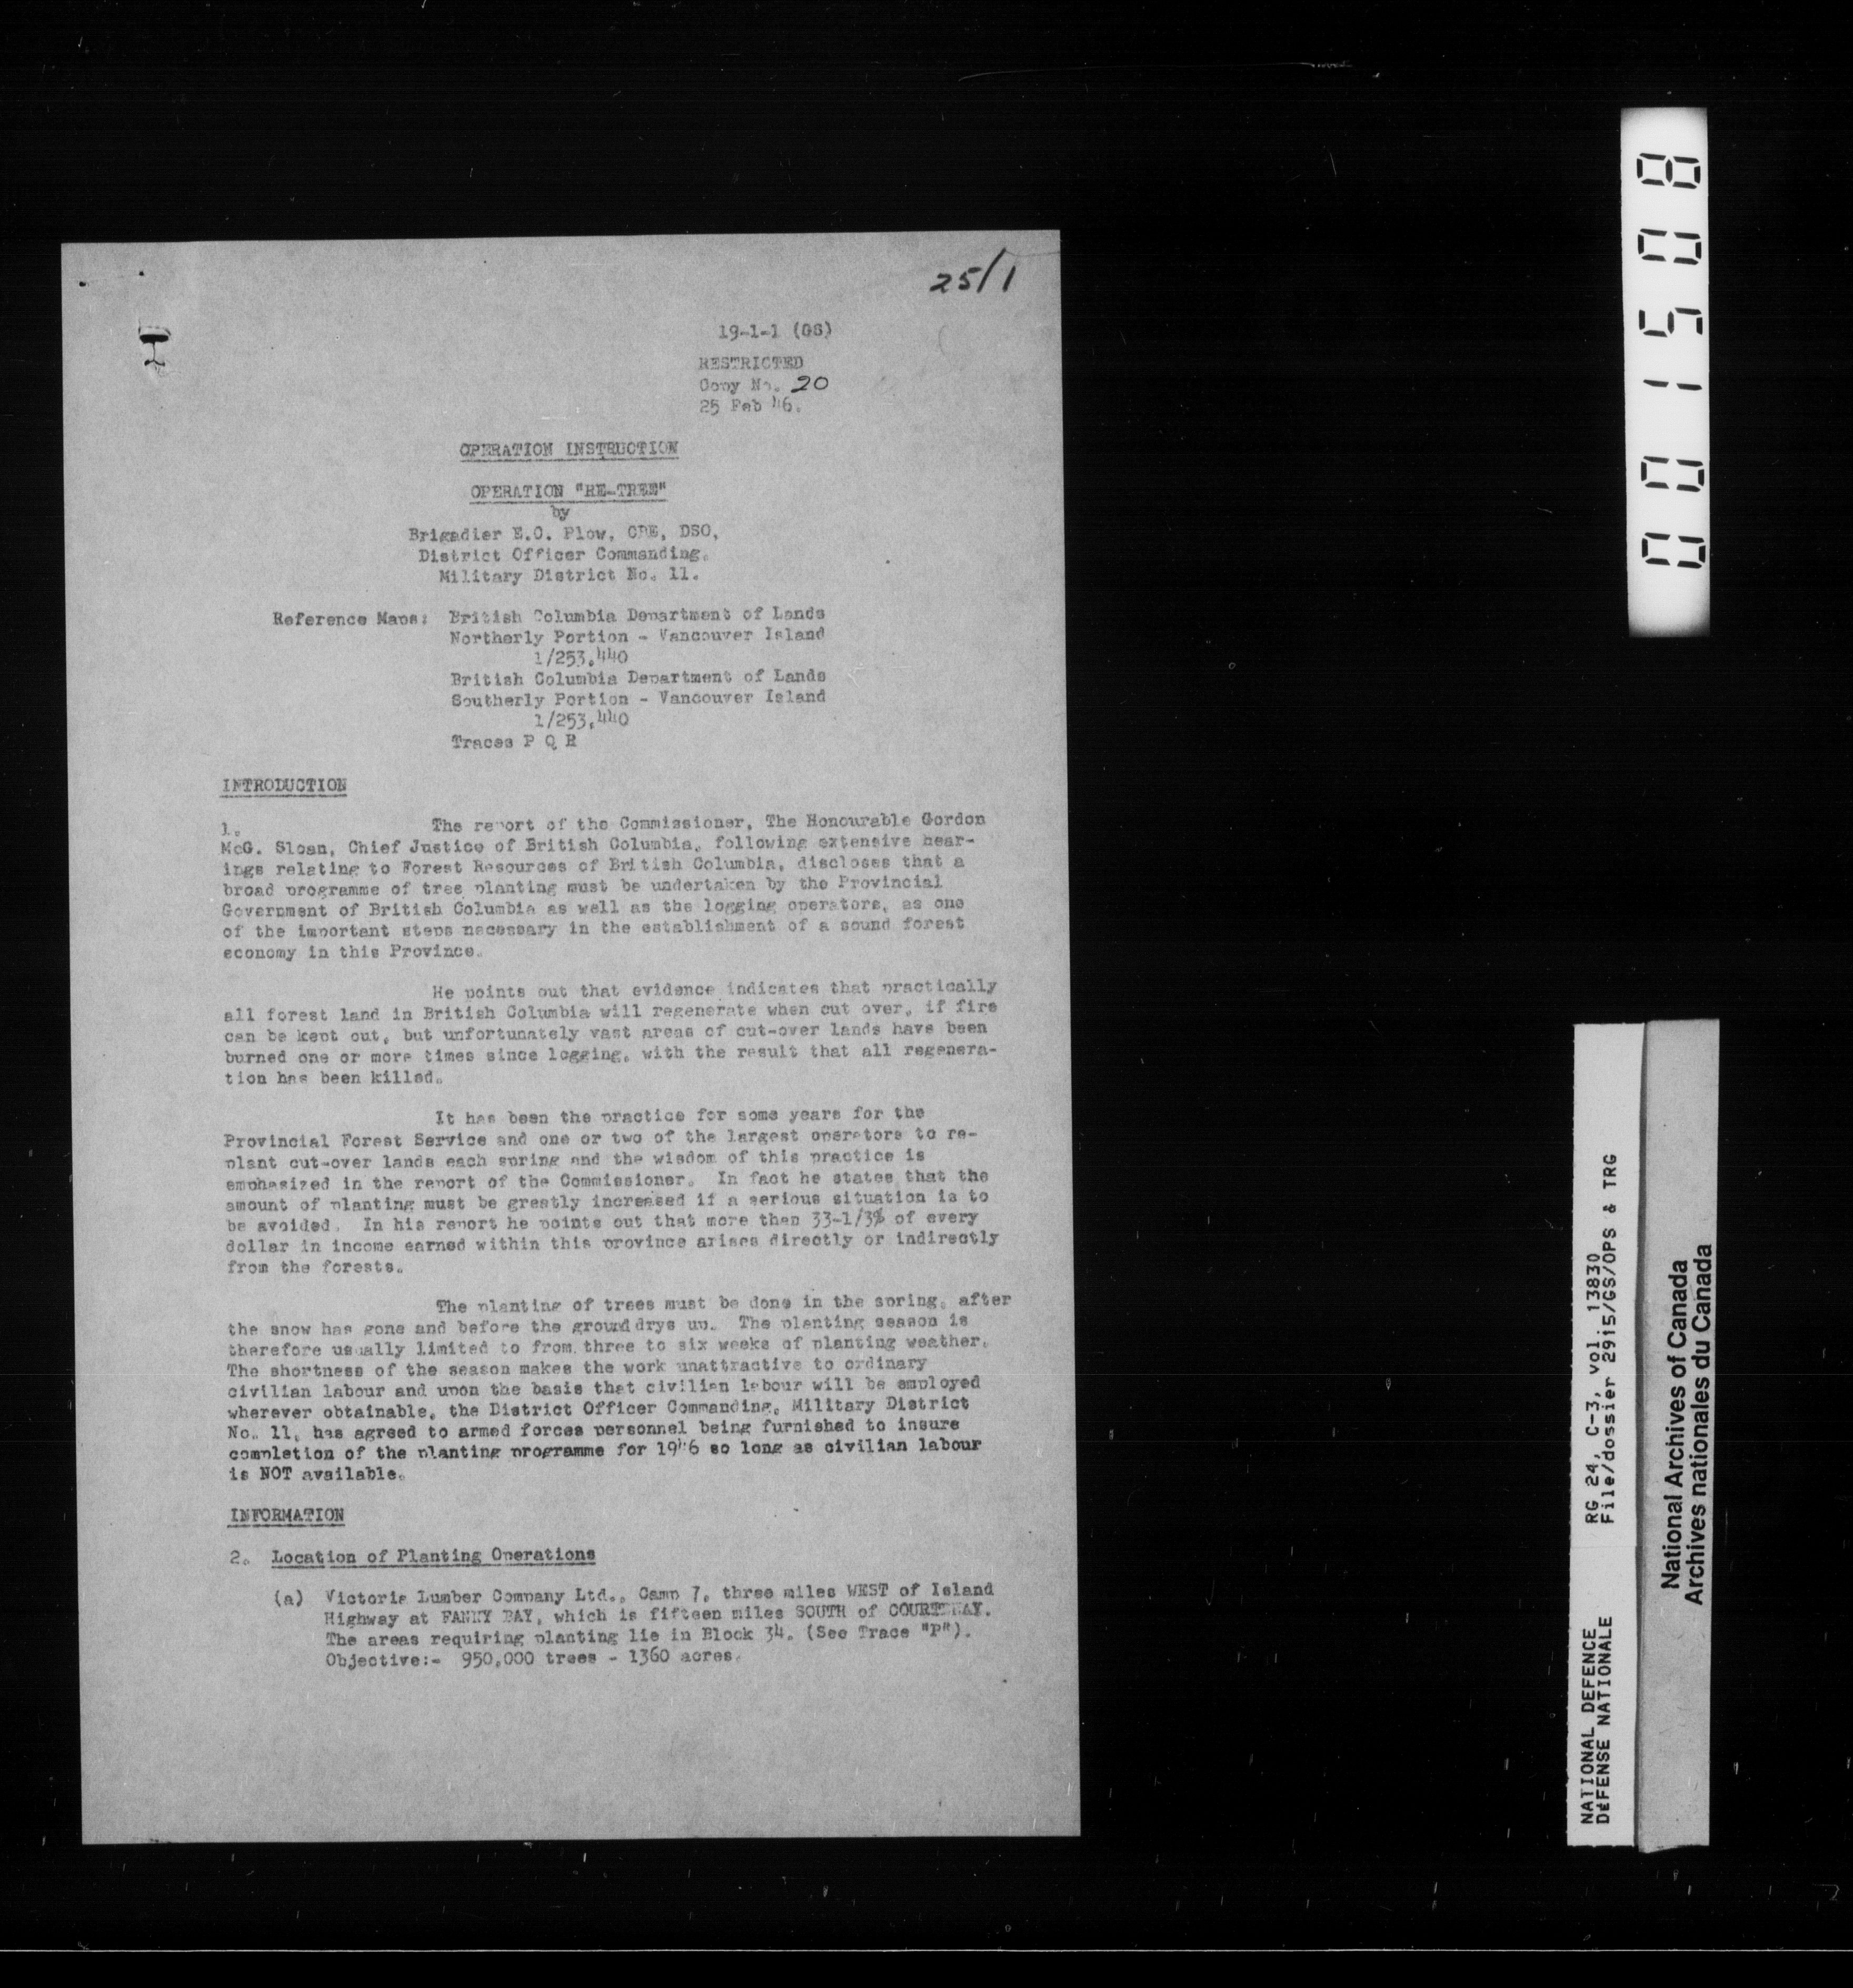 25/1
19-1-1 (GS)
RESTRICTED
Copy No. 20
25 Feb 46.
OPERATION INSTRUCTION
OPERATION "RE-TREE"
by
Brigadier E.C. Plow, CBE, DSO,
District Officer Commanding,
Military District No. 11.
Reference Maps: British Columbia Department of Lands
Northerly Portion - Vancouver Island
1/253,440
British Columbia Department of Lands
Southerly Portion - Vancouver Island
1/253,440
Traces P Q R
INTRODUCTION
1. The report of the Commissioner, The Honourable Gordon
McG. Sloan, Chief Justice of British Columbia, following extensive hear-
ings relating to Forest Resources of British Columbia, discloses that a
broad programme of tree planting must be undertaken by the Provincial
Government of British Columbia as well as the logging operators, as one
of the important steps necessary in the establishment of a sound forest
economy in this Province.
He points out that evidence indicates that practically
all forest land in British Columbia will regenerate when cut over, if fire
can be kept out, but unfortunately vast areas of cut-over lands have been
burned one or more times since logging, with the result that all regenera-
tion has been killed.
It has been the practice for some years for the
Provincial Forest Service and one or two of the largest operators to re-
plant cut-over lands each spring and the wisdom of this practice is
emphasized in the report of the Commissioner. In fact he states that the
amount of planting must be greatly increased if a serious situation is to
be avoided. In his report he points out that more than 33-1/3% of every
dollar in income earned within this province arises directly or indirectly
from the forests.
The planting of trees must be done in the spring, after
the snow has gone and before the ground drys up. The planting season is
therefore usually limited to from three to six weeks of planting weather.
The shortness of the season makes the work unattractive to ordinary
civilian labour and upon the basis that civilian labour will be employed
wherever obtainable, the District Officer Commanding, Military District
No. 11, has agreed to armed forces personnel being furnished to insure
completion of the planting programme for 1946 so long as civilian labour
is NOT available.
INFORMATION
2. Location of Planting Operations
(a) Victoria Lumber Company Ltd., Camp 7, three miles WEST of Island
Highway at FANNY BAY, which is fifteen miles SOUTH of COURTENAY.
The areas requiring planting lie in Block 34. (See Trace "P").
Objective:- 950,000 trees - 1360 acres.
001508
NATIONAL DEFENCE RG 24, C-3, vol. 13830
DÉFENSE NATIONALE File/dossier 2915/GS/OPS & TRG
National Archives of Canada
Archives nationales du Canada